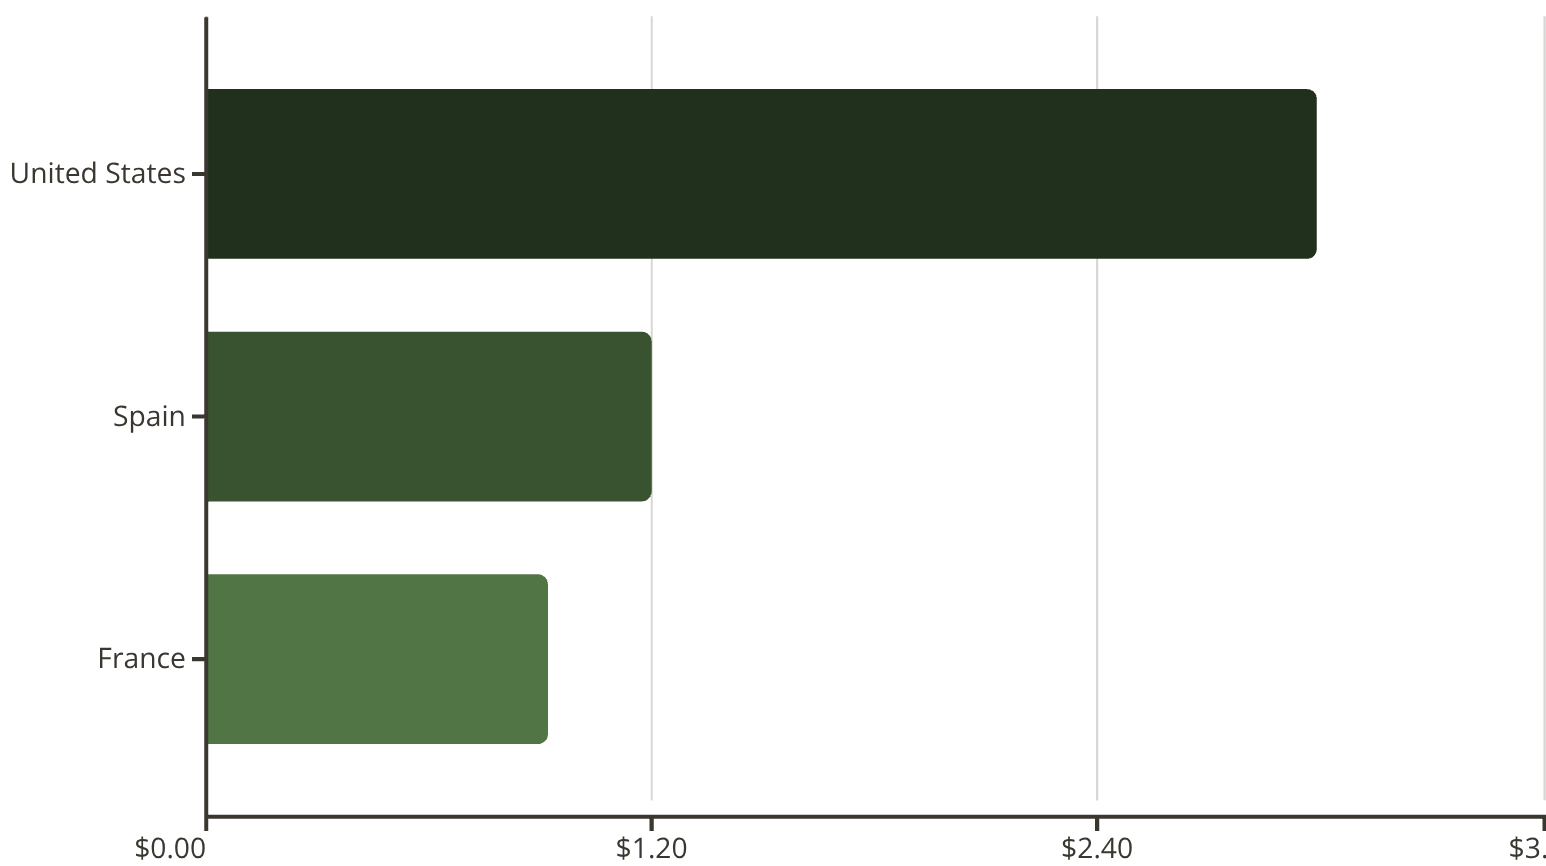 United States
Spain
France
$0.00 $1.20 $2.40 $3.